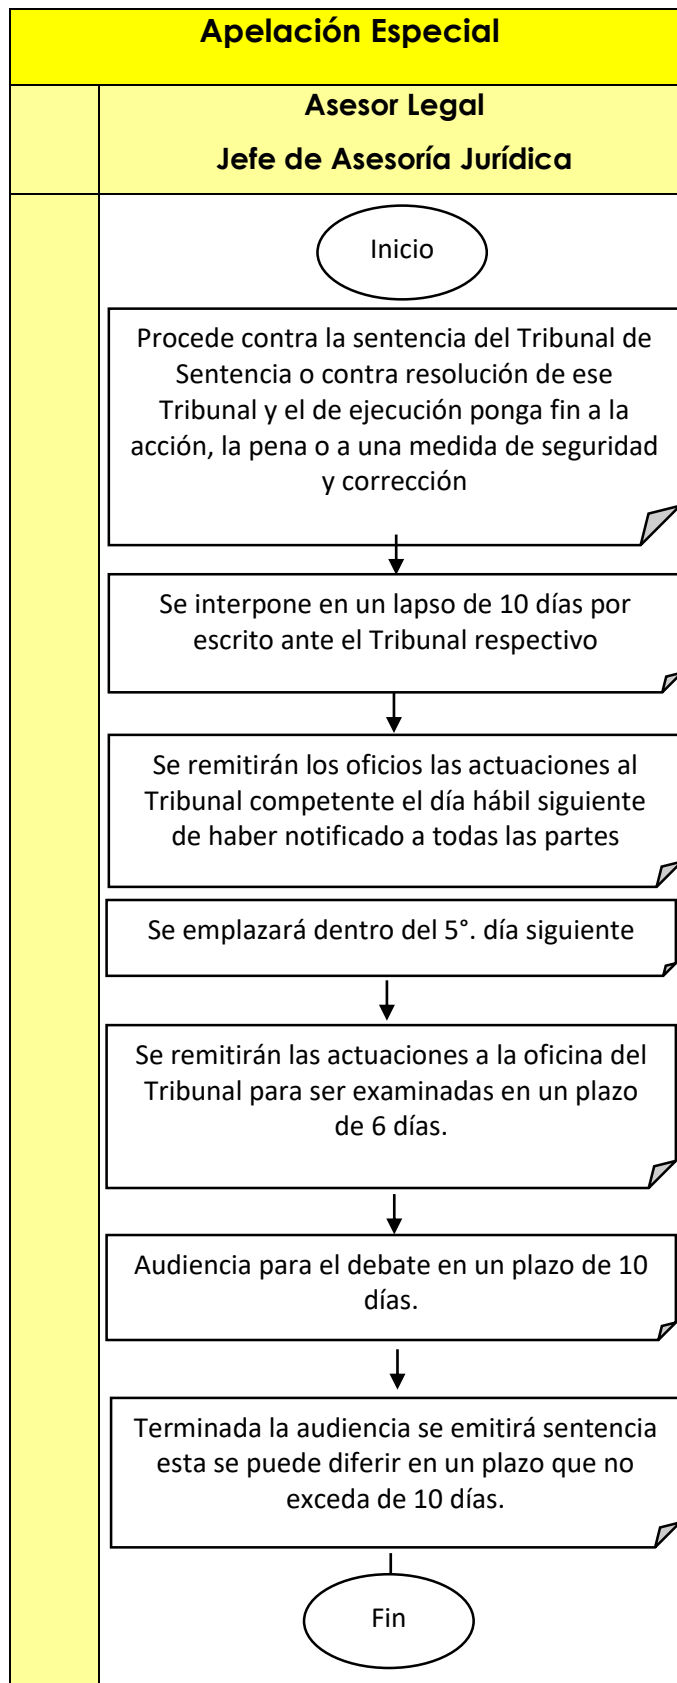 Apelación Especial
Asesor Legal
Jefe de Asesoría Jurídica
Inicio
Procede contra la sentencia del Tribunal de
Sentencia o contra resolución de ese
Tribunal y el de ejecución ponga fin a la
acción, la pena o a una medida de seguridad
y corrección
Se interpone en un lapso de 10 días por
escrito ante el Tribunal respectivo
Se remitirán los oficios las actuaciones al
Tribunal competente el día hábil siguiente
de haber notificado a todas las partes
Se emplazará dentro del 5°. día siguiente
Se remitirán las actuaciones a la oficina del
Tribunal para ser examinadas en un plazo
de 6 días.
Audiencia para el debate en un plazo de 10
días.
Terminada la audiencia se emitirá sentencia
esta se puede diferir en un plazo que no
exceda de 10 días.
Fin